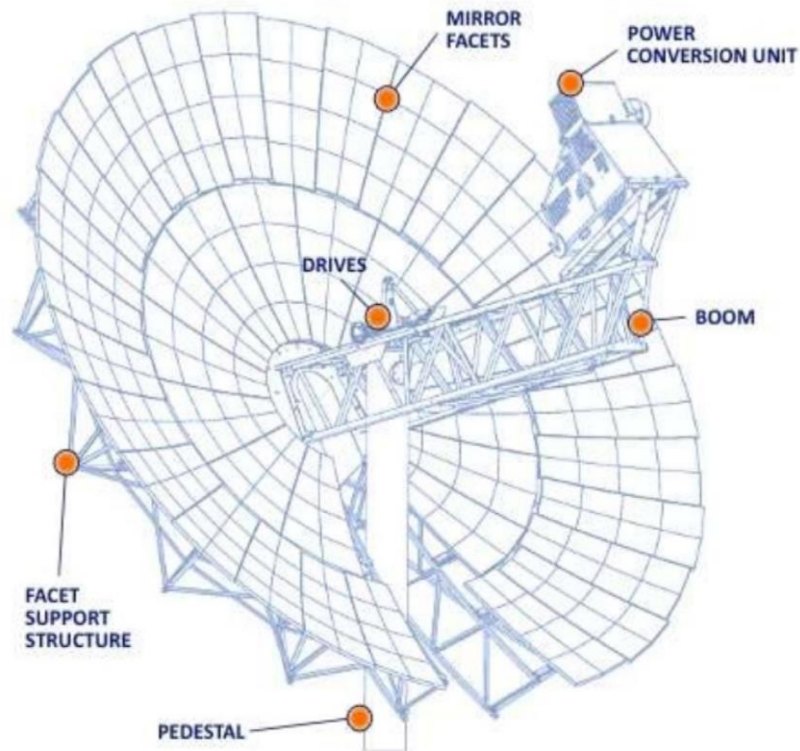 MIRROR
FACETS
POWER
CONVERSION UNIT
DRIVES
BOOM
FACET
SUPPORT
STRUCTURE
PEDESTAL